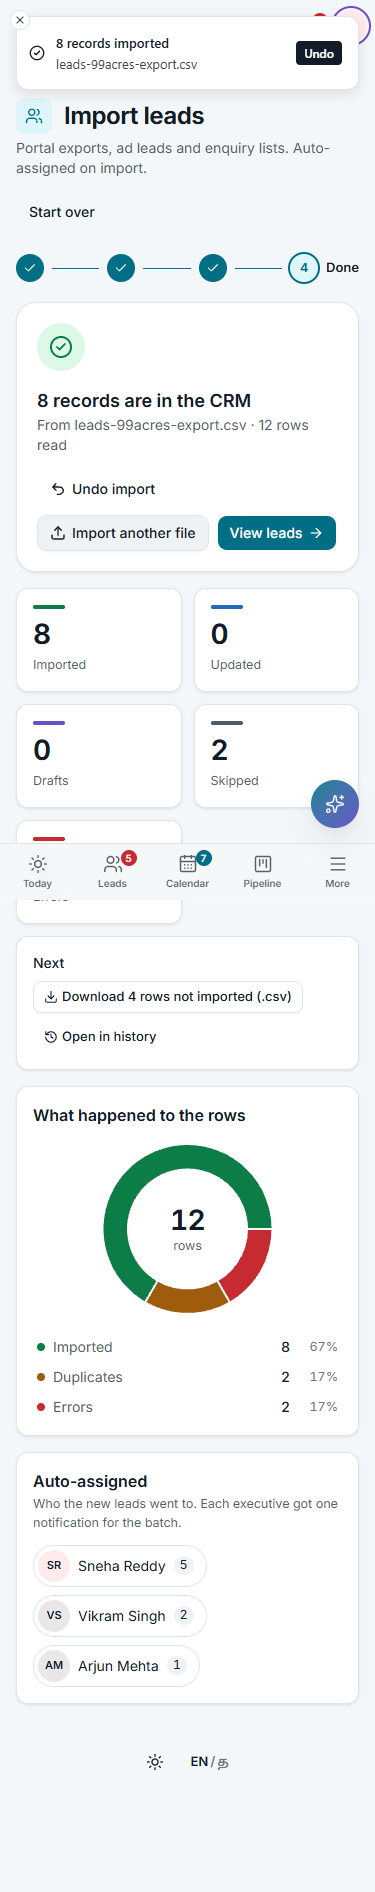 8 records imported
leads-99acres-export.csv
Undo
Import leads
Portal exports, ad leads and enquiry lists. Auto-
assigned on import.
Start over
4 Done
8 records are in the CRM
From leads-99acres-export.csv · 12 rows
read
Undo import
Import another file
View leads →
8
Imported
0
Updated
0
Drafts
2
Skipped
Today
Leads 5
Calendar 7
Pipeline
More
Errors
Next
Download 4 rows not imported (.csv)
Open in history
What happened to the rows
12
rows
Imported 8 67%
Duplicates 2 17%
Errors 2 17%
Auto-assigned
Who the new leads went to. Each executive got one
notification for the batch.
SR Sneha Reddy 5
VS Vikram Singh 2
AM Arjun Mehta 1
EN / த